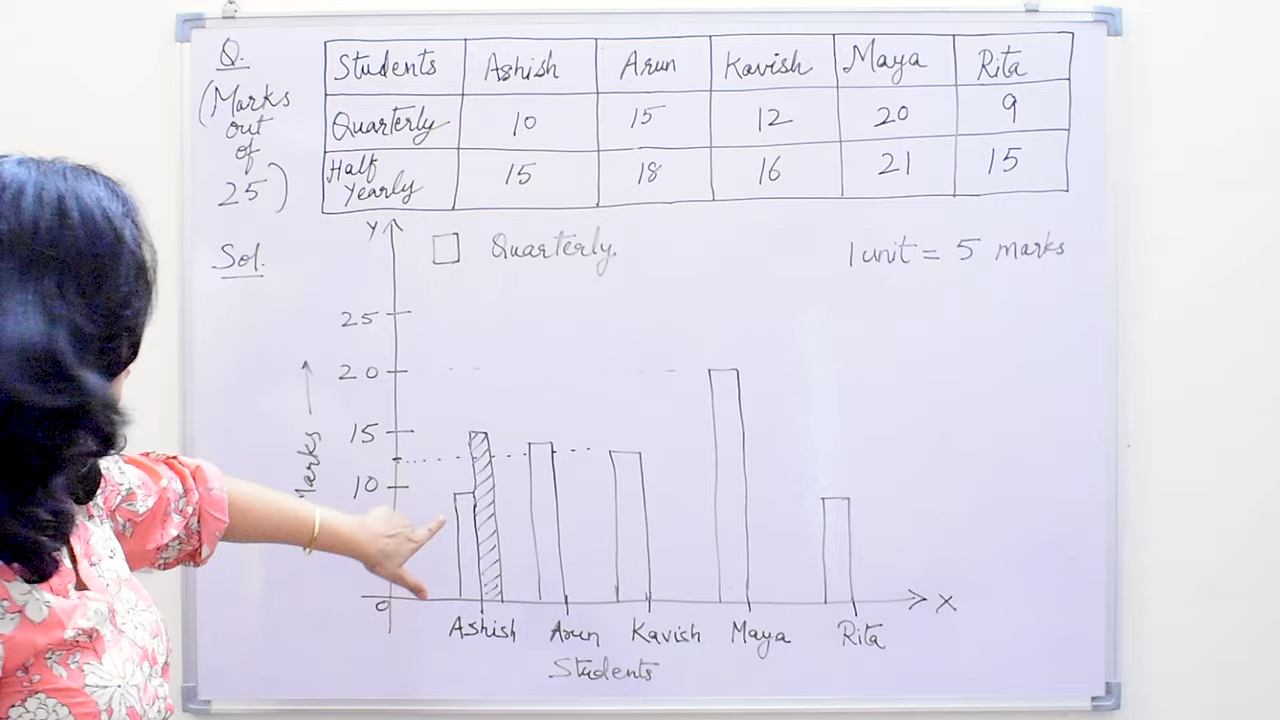 Q.
(Marks
out
of
25)
Students Ashish Arun Kavish Maya Rita
Quarterly 10 15 12 20 9
Half Yearly 15 18 16 21 15
Sol.
Y
Quarterly.
1 unit = 5 marks
25
20
15
10
Marks
0
X
Ashish Arun Kavish Maya Rita
Students